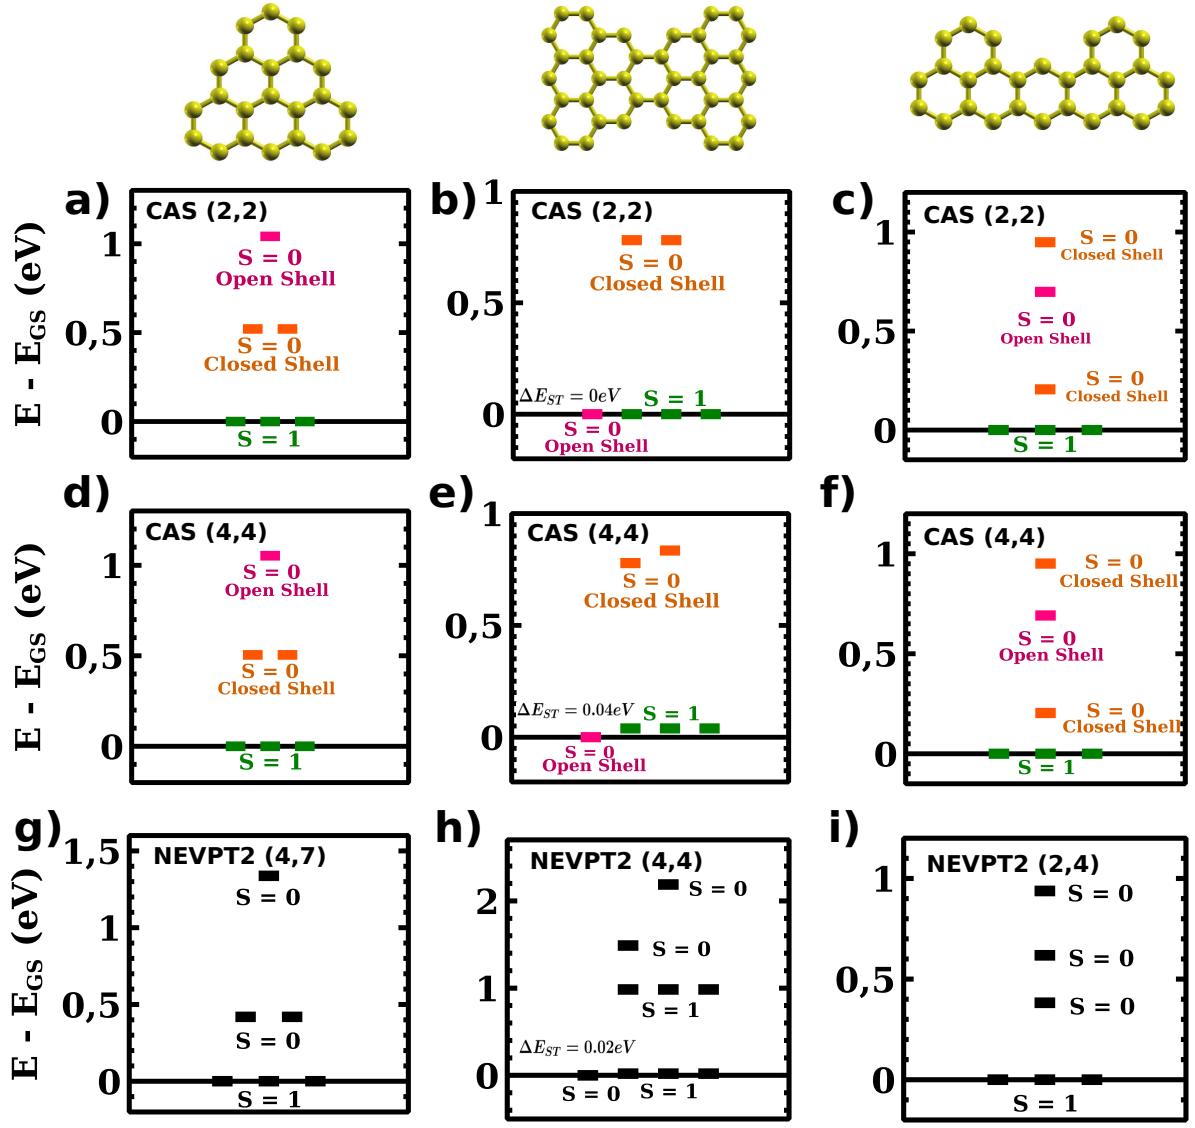 a)
CAS (2,2)
E - E_GS (eV)
1
0,5
0
S = 0
Open Shell
S = 0
Closed Shell
S = 1
b)
CAS (2,2)
1
0,5
0
S = 0
Closed Shell
ΔE_ST = 0eV
S = 1
S = 0
Open Shell
c)
CAS (2,2)
1
0,5
0
S = 0
Closed Shell
S = 0
Open Shell
S = 0
Closed Shell
S = 1
d)
CAS (4,4)
E - E_GS (eV)
1
0,5
0
S = 0
Open Shell
S = 0
Closed Shell
S = 1
e)
CAS (4,4)
1
0,5
0
S = 0
Closed Shell
ΔE_ST = 0.04eV
S = 1
S = 0
Open Shell
f)
CAS (4,4)
1
0,5
0
S = 0
Closed Shell
S = 0
Open Shell
S = 0
Closed Shell
S = 1
g)
NEVPT2 (4,7)
E - E_GS (eV)
1,5
1
0,5
0
S = 0
S = 0
S = 1
h)
NEVPT2 (4,4)
2
1
0
S = 0
S = 0
S = 1
ΔE_ST = 0.02eV
S = 0
S = 1
i)
NEVPT2 (2,4)
1
0,5
0
S = 0
S = 0
S = 0
S = 1